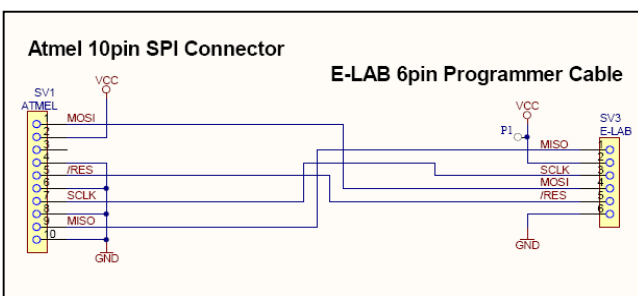 Atmel 10pin SPI Connector
E-LAB 6pin Programmer Cable
SV1
ATMEL
VCC
1
MOSI
2
3
4
5
/RES
6
7
SCLK
8
9
MISO
10
GND
VCC
P1
SV3
E-LAB
MISO
1
2
SCLK
3
MOSI
4
/RES
5
6
GND